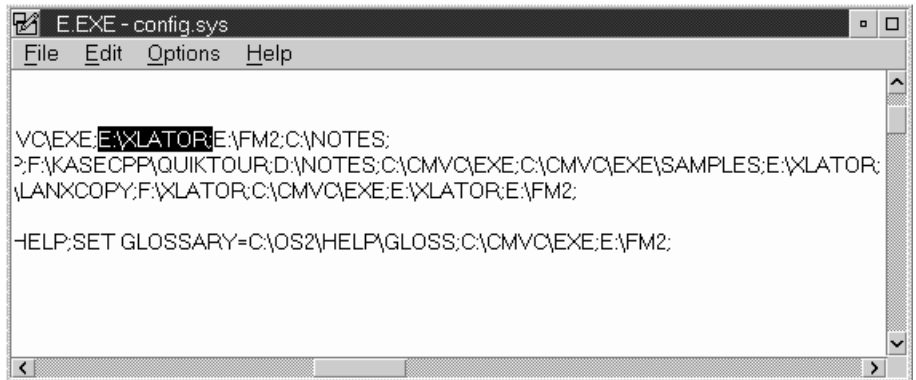 E.EXE - config.sys
File Edit Options Help
VC\EXE;E:\XLATOR;E:\FM2;C:\NOTES;
P;F:\KASECPP\QUIKTOUR;D:\NOTES;C:\CMVC\EXE;C:\CMVC\EXE\SAMPLES;E:\XLATOR;
\LANXCOPY;F:\XLATOR;C:\CMVC\EXE;E:\XLATOR;E:\FM2;
HELP;SET GLOSSARY=C:\OS2\HELP\GLOSS;C:\CMVC\EXE;E:\FM2;